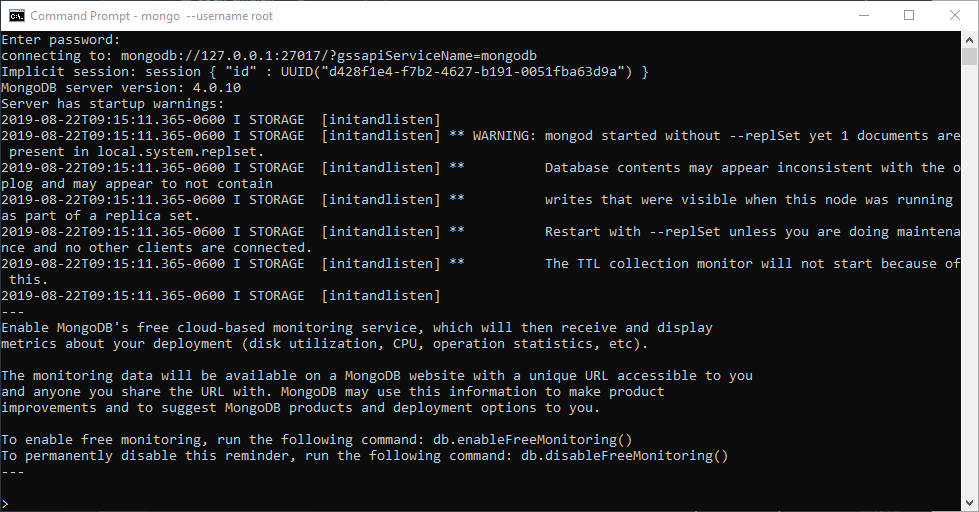 Command Prompt - mongo --username root
Enter password:
connecting to: mongodb://127.0.0.1:27017/?gssapiServiceName=mongodb
Implicit session: session { "id" : UUID("d428f1e4-f7b2-4627-b191-0051fba63d9a") }
MongoDB server version: 4.0.10
Server has startup warnings:
2019-08-22T09:15:11.365-0600 I STORAGE  [initandlisten]
2019-08-22T09:15:11.365-0600 I STORAGE  [initandlisten] ** WARNING: mongod started without --replSet yet 1 documents are
 present in local.system.replset.
2019-08-22T09:15:11.365-0600 I STORAGE  [initandlisten] **          Database contents may appear inconsistent with the o
plog and may appear to not contain
2019-08-22T09:15:11.365-0600 I STORAGE  [initandlisten] **          writes that were visible when this node was running
as part of a replica set.
2019-08-22T09:15:11.365-0600 I STORAGE  [initandlisten] **          Restart with --replSet unless you are doing maintena
nce and no other clients are connected.
2019-08-22T09:15:11.365-0600 I STORAGE  [initandlisten] **          The TTL collection monitor will not start because of
 this.
2019-08-22T09:15:11.365-0600 I STORAGE  [initandlisten]
---
Enable MongoDB's free cloud-based monitoring service, which will then receive and display
metrics about your deployment (disk utilization, CPU, operation statistics, etc).
The monitoring data will be available on a MongoDB website with a unique URL accessible to you
and anyone you share the URL with. MongoDB may use this information to make product
improvements and to suggest MongoDB products and deployment options to you.
To enable free monitoring, run the following command: db.enableFreeMonitoring()
To permanently disable this reminder, run the following command: db.disableFreeMonitoring()
---
>